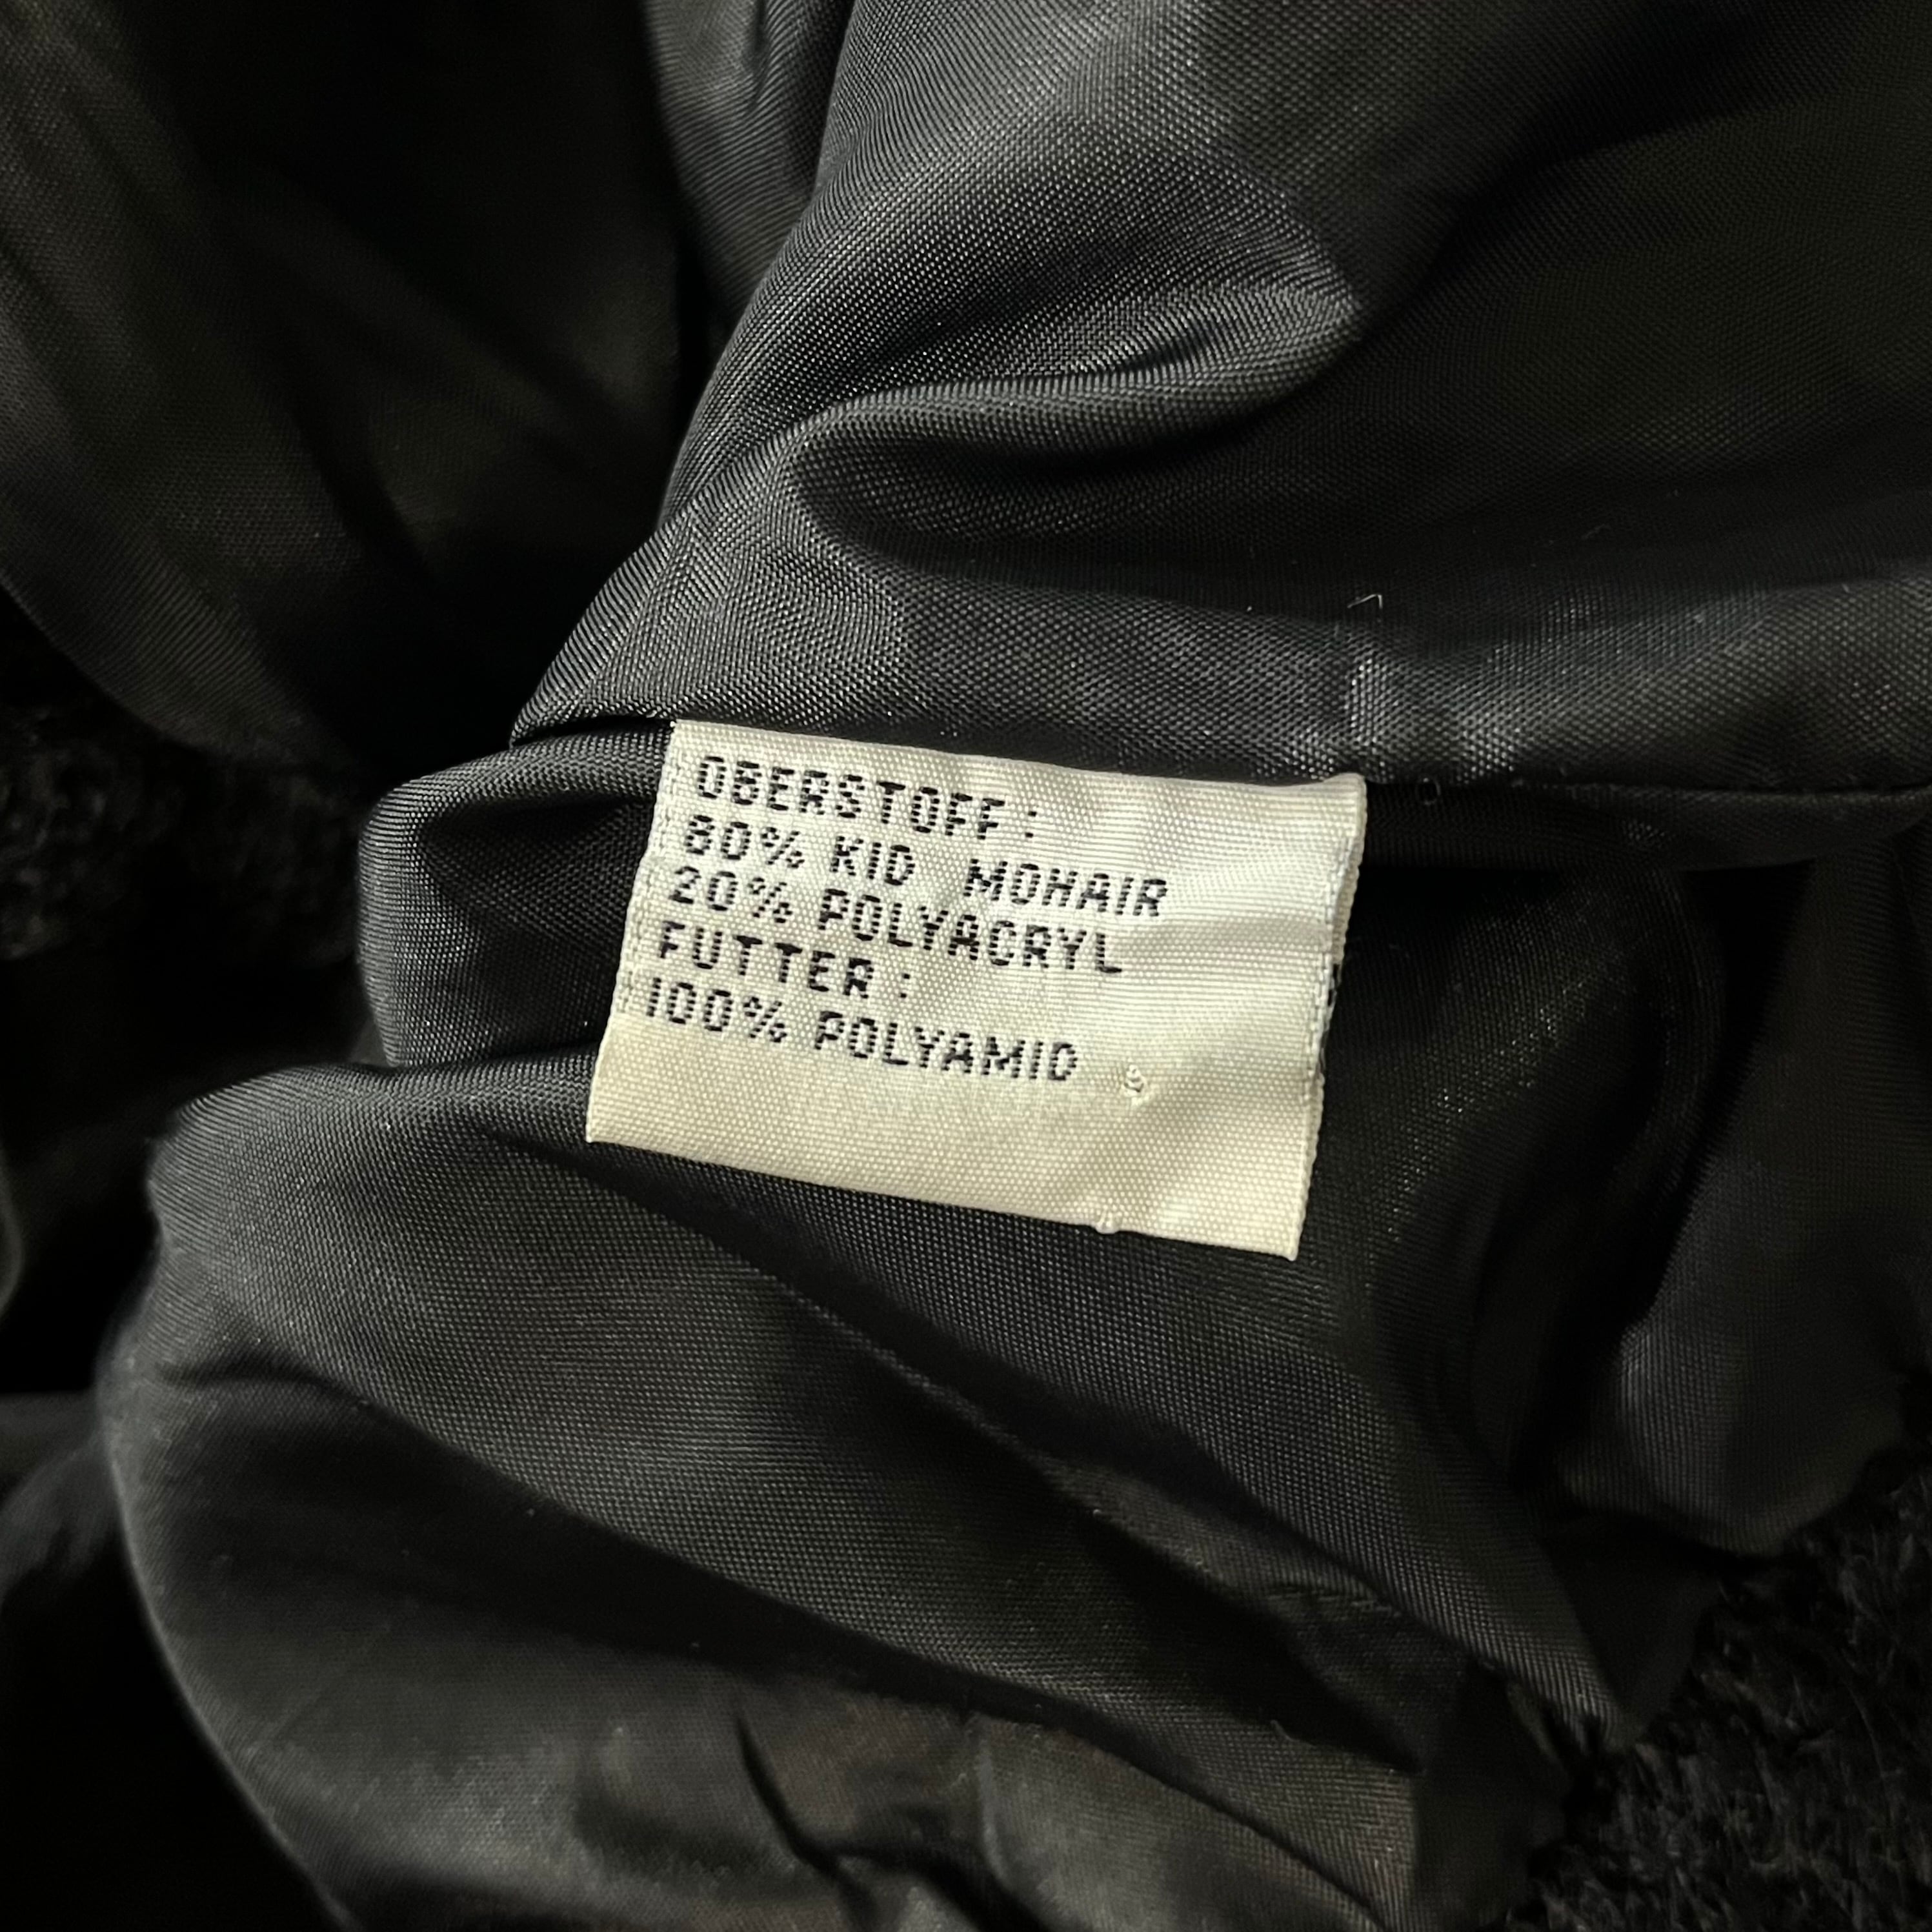 OBERSTOFF:
80% KID MOHAIR
20% POLYACRYL
FUTTER:
100% POLYAMID